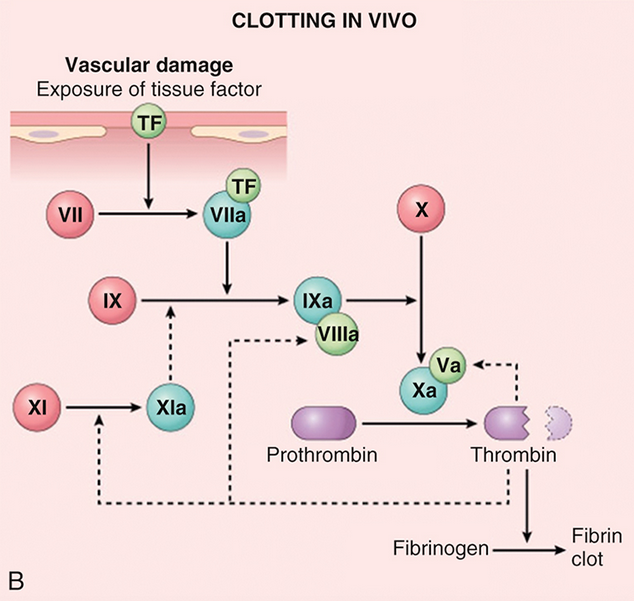 CLOTTING IN VIVO
Vascular damage
Exposure of tissue factor
TF
TF
VII
VIIa
X
IX
IXa
VIIIa
Va
Xa
XI
XIa
Prothrombin
Thrombin
Fibrinogen
Fibrin
clot
B